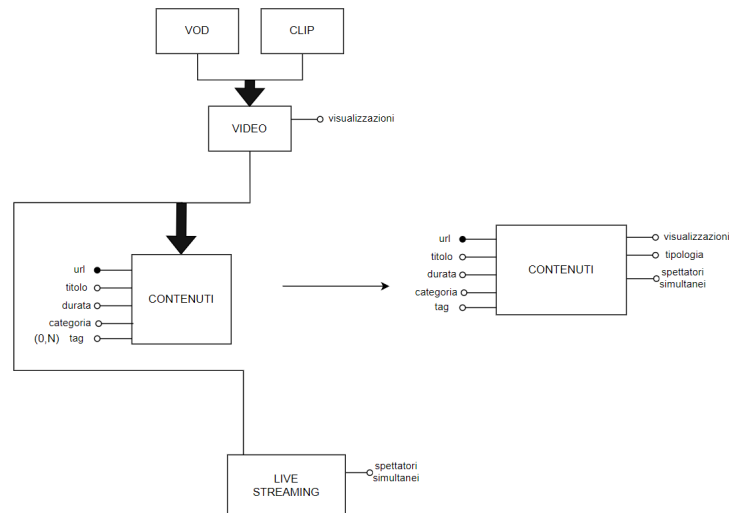 VOD
CLIP
VIDEO
visualizzazioni
url
titolo
durata
categoria
(0,N) tag
CONTENUTI
url
titolo
durata
categoria
tag
CONTENUTI
visualizzazioni
tipologia
spettatori
simultanei
LIVE
STREAMING
spettatori
simultanei